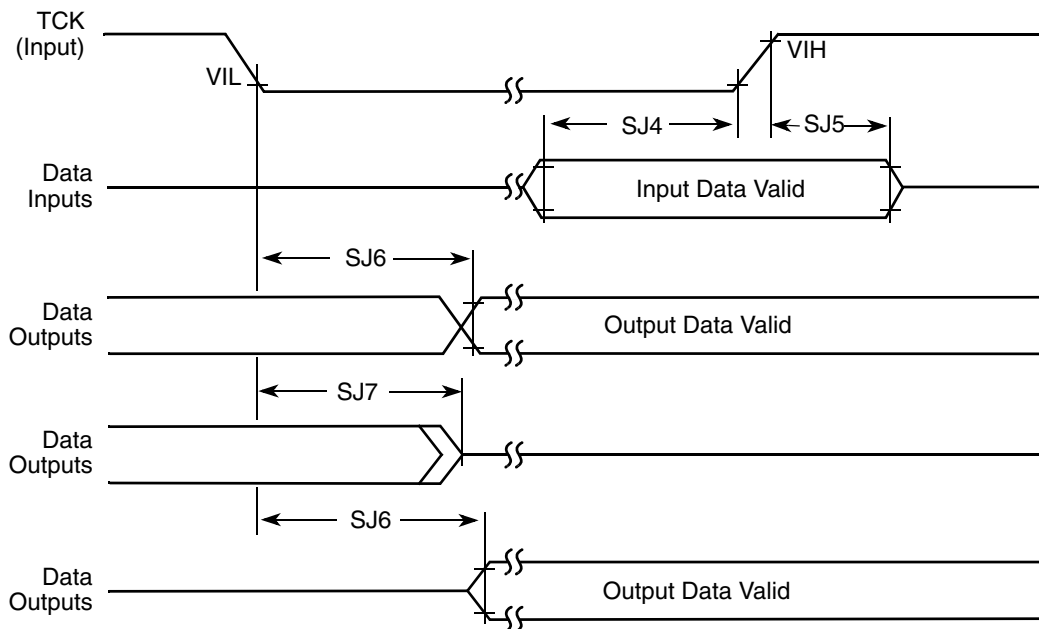 TCK
(Input)
VIL
VIH
SJ4
SJ5
Data
Inputs
Input Data Valid
SJ6
Data
Outputs
Output Data Valid
SJ7
Data
Outputs
SJ6
Data
Outputs
Output Data Valid